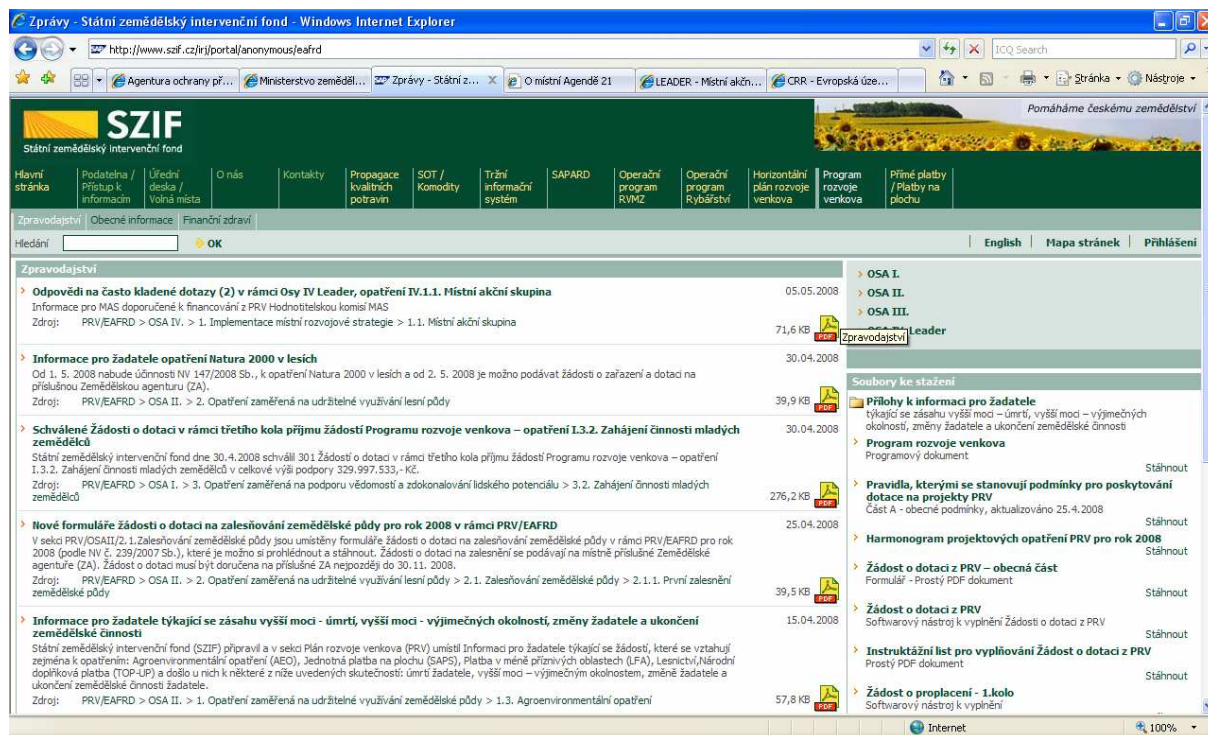 Zprávy - Státní zemědělský intervenční fond - Windows Internet Explorer
http://www.szif.cz/irj/portal/anonymous/eafrd
ICQ Search
Agentura ochrany př...
Ministerstvo zeměděl...
Zprávy - Státní z...
O místní Agendě 21
LEADER - Místní akčn...
CRR - Evropská úze...
Stránka
Nástroje
SZIF
Státní zemědělský intervenční fond
Pomáháme českému zemědělství
Hlavní stránka
Podatelna / Přístup k informacím
Úřední deska / Volná místa
O nás
Kontakty
Propagace kvalitních potravin
SOT / Komodity
Tržní informační systém
SAPARD
Operační program RVMZ
Operační program Rybářství
Horizontální plán rozvoje venkova
Program rozvoje venkova
Přímé platby / Platby na plochu
Zpravodajství
Obecné informace
Finanční zdraví
Hledání
OK
English
Mapa stránek
Přihlášení
Zpravodajství
Odpovědi na často kladené dotazy (2) v rámci Osy IV Leader, opatření IV.1.1. Místní akční skupina
05.05.2008
Informace pro MAS doporučené k financování z PRV Hodnotitelskou komisí MAS
Zdroj: PRV/EAFRD > OSA IV. > 1. Implementace místní rozvojové strategie > 1.1. Místní akční skupina
71,6 KB
PDF
Informace pro žadatele opatření Natura 2000 v lesích
30.04.2008
Od 1. 5. 2008 nabude účinnosti NV 147/2008 Sb., k opatření Natura 2000 v lesích a od 2. 5. 2008 je možno podávat žádosti o zařazení a dotaci na
příslušnou Zemědělskou agenturu (ZA).
Zdroj: PRV/EAFRD > OSA II. > 2. Opatření zaměřená na udržitelné využívání lesní půdy
39,9 KB
PDF
Schválené Žádosti o dotaci v rámci třetího kola příjmu žádostí Programu rozvoje venkova – opatření I.3.2. Zahájení činnosti mladých
zemědělců
30.04.2008
Státní zemědělský intervenční fond dne 30.4.2008 schválil 301 Žádostí o dotaci v rámci třetího kola příjmu žádostí Programu rozvoje venkova – opatření
I.3.2. Zahájení činnosti mladých zemědělců v celkové výši podpory 329.997.533,- Kč.
Zdroj: PRV/EAFRD > OSA I. > 3. Opatření zaměřená na podporu vědomostí a zdokonalování lidského potenciálu > 3.2. Zahájení činnosti mladých
zemědělců
276,2 KB
PDF
Nové formuláře žádosti o dotaci na zalesňování zemědělské půdy pro rok 2008 v rámci PRV/EAFRD
25.04.2008
V sekci PRV/OSAII/2.1.Zalesňování zemědělské půdy jsou umístěny formuláře žádosti o dotaci na zalesňování zemědělské půdy v rámci PRV/EAFRD pro rok
2008 (podle NV č. 239/2007 Sb.), které je možno si prohlédnout a stáhnout. Žádosti o dotaci na zalesnění se podávají na místně příslušné Zemědělské
agentuře (ZA). Žádost o dotaci musí být doručena na příslušné ZA nejpozději do 30.11. 2008.
Zdroj: PRV/EAFRD > OSA II. > 2. Opatření zaměřená na udržitelné využívání lesní půdy > 2.1. Zalesňování zemědělské půdy > 2.1.1. První zalesnění
zemědělské půdy
39,5 KB
PDF
Informace pro žadatele týkající se zásahu vyšší moci - úmrtí, vyšší moci - výjimečných okolností, změny žadatele a ukončení
zemědělské činnosti
15.04.2008
Státní zemědělský intervenční fond (SZIF) připravil a v sekci Plán rozvoje venkova (PRV) umístil Informaci pro žadatele týkající se žádostí, které se vztahují
zejména k opatřením: Agroenvironmentální opatření (AEO), Jednotná platba na plochu (SAPS), Platba v méně příznivých oblastech (LFA), Lesnictví,Národní
doplňková platba (TOP-UP) a došlo u nich k některé z níže uvedených skutečností: úmrtí žadatele, vyšší moci – výjimečným okolnostem, změně žadatele a
ukončení zemědělské činnosti žadatele.
Zdroj: PRV/EAFRD > OSA II. > 1. Opatření zaměřená na udržitelné využívání zemědělské půdy > 1.3. Agroenvironmentální opatření
57,8 KB
PDF
OSA I.
OSA II.
OSA III.
Leader
Zpravodajství
Soubory ke stažení
Přílohy k informaci pro žadatele
týkající se zásahu vyšší moci – úmrtí, vyšší moci – výjimečných
okolností, změny žadatele a ukončení zemědělské činnosti
Program rozvoje venkova
Programový dokument
Stáhnout
Pravidla, kterými se stanovují podmínky pro poskytování
dotace na projekty PRV
Část A - obecné podmínky, aktualizováno 25.4.2008
Stáhnout
Harmonogram projektových opatření PRV pro rok 2008
Stáhnout
Žádost o dotaci z PRV – obecná část
Formulář - Prostý PDF dokument
Stáhnout
Žádost o dotaci z PRV
Softwarový nástroj k vyplnění Žádosti o dotaci z PRV
Stáhnout
Instruktážní list pro vyplňování Žádost o dotaci z PRV
Prostý PDF dokument
Stáhnout
Žádost o proplacení - 1.kolo
Softwarový nástroj k vyplnění
Internet
100%